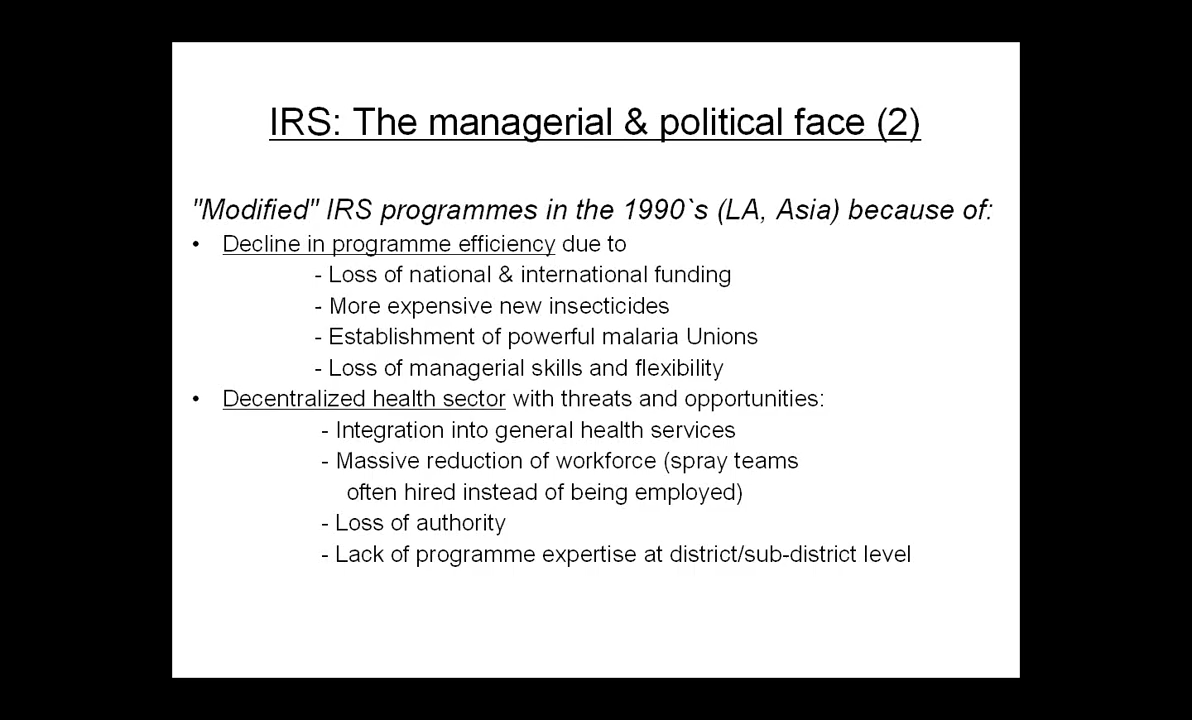 IRS: The managerial & political face (2)
"Modified" IRS programmes in the 1990`s (LA, Asia) because of:
• Decline in programme efficiency due to
- Loss of national & international funding
- More expensive new insecticides
- Establishment of powerful malaria Unions
- Loss of managerial skills and flexibility
• Decentralized health sector with threats and opportunities:
- Integration into general health services
- Massive reduction of workforce (spray teams
often hired instead of being employed)
- Loss of authority
- Lack of programme expertise at district/sub-district level